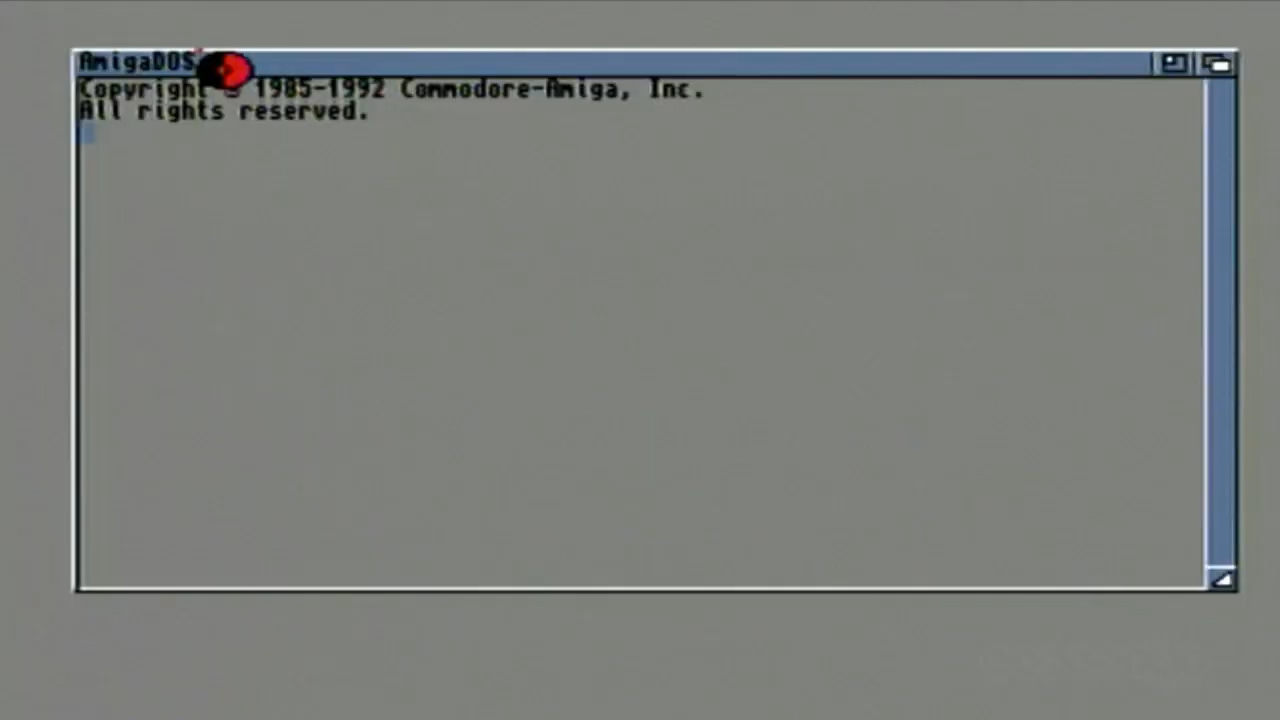 AmigaDOS
Copyright © 1985-1992 Commodore-Amiga, Inc.
All rights reserved.